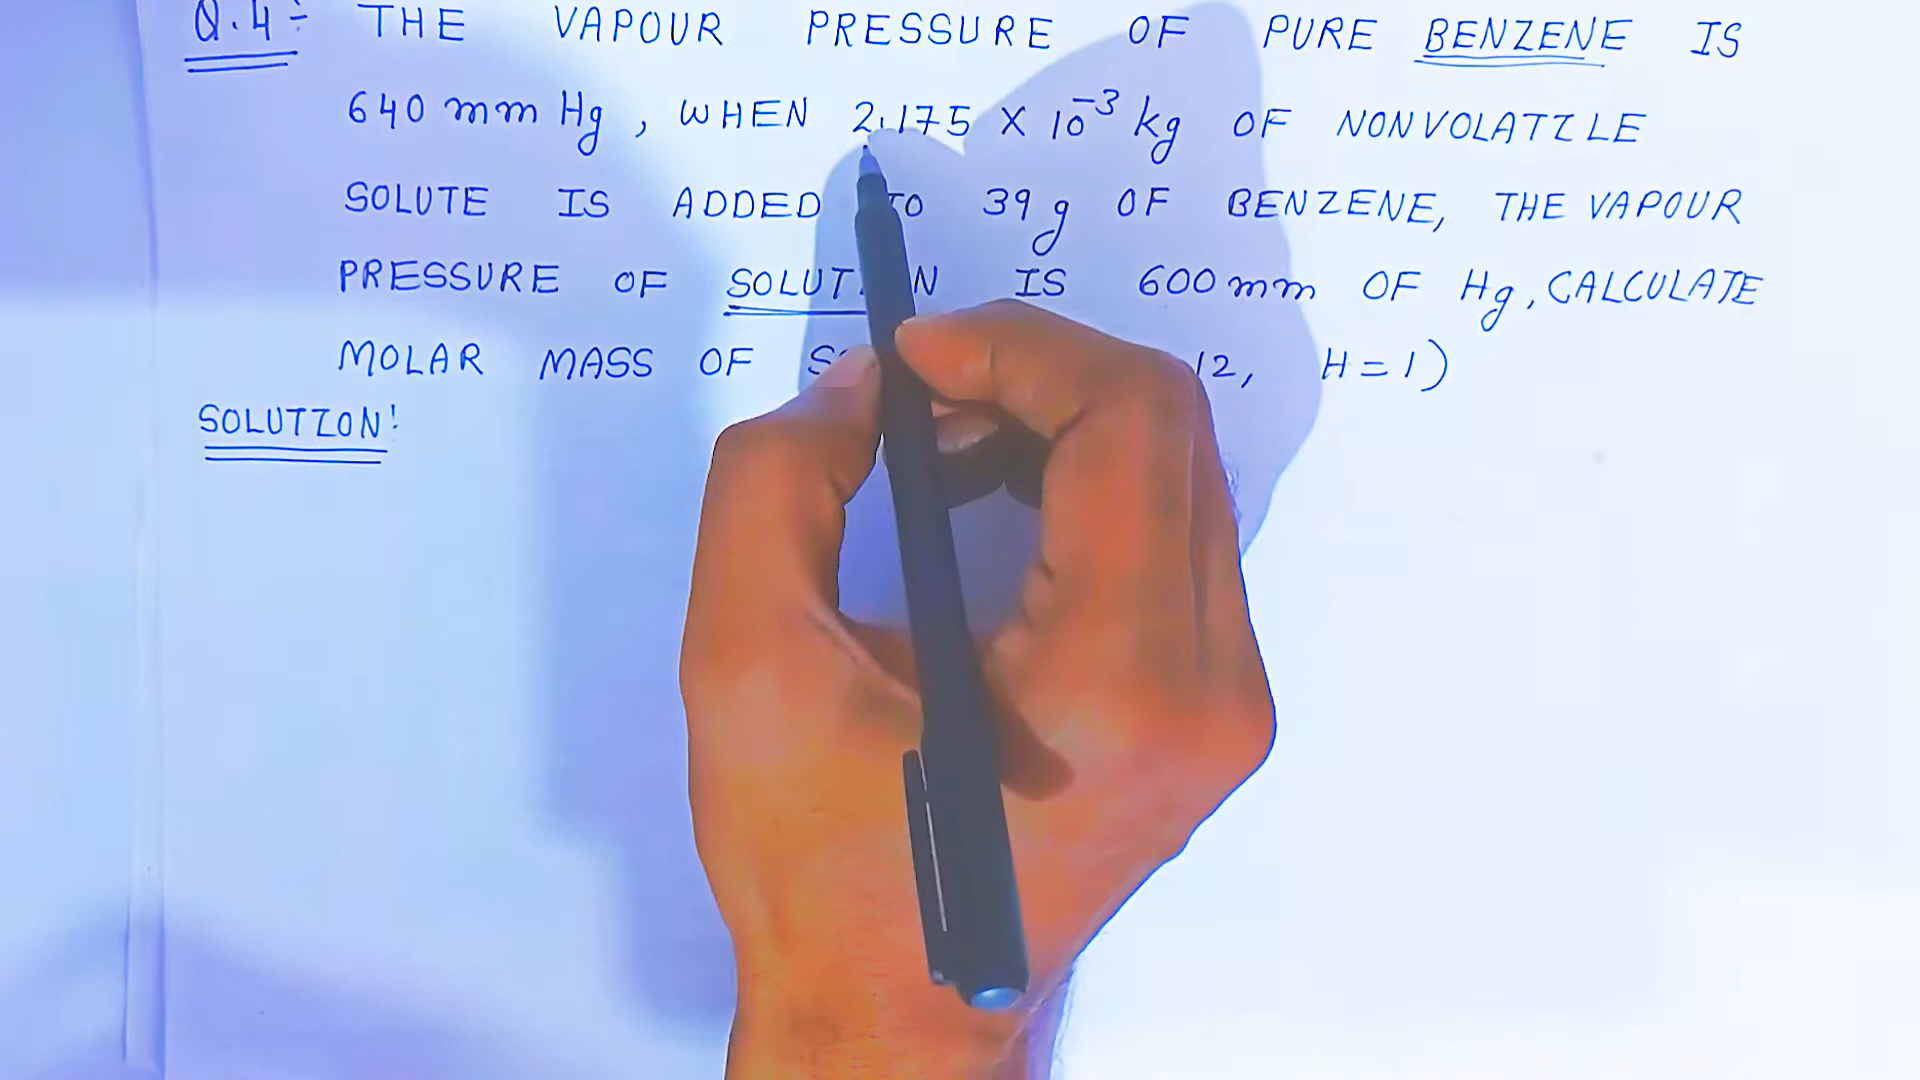 Q.4:- THE VAPOUR PRESSURE OF PURE BENZENE IS
640 mm Hg, WHEN 2.175 X 10⁻³ kg OF NONVOLATILE
SOLUTE IS ADDED TO 39 g OF BENZENE, THE VAPOUR
PRESSURE OF SOLUTION IS 600 mm OF Hg, CALCULATE
MOLAR MASS OF 12, H = 1)
SOLUTION: